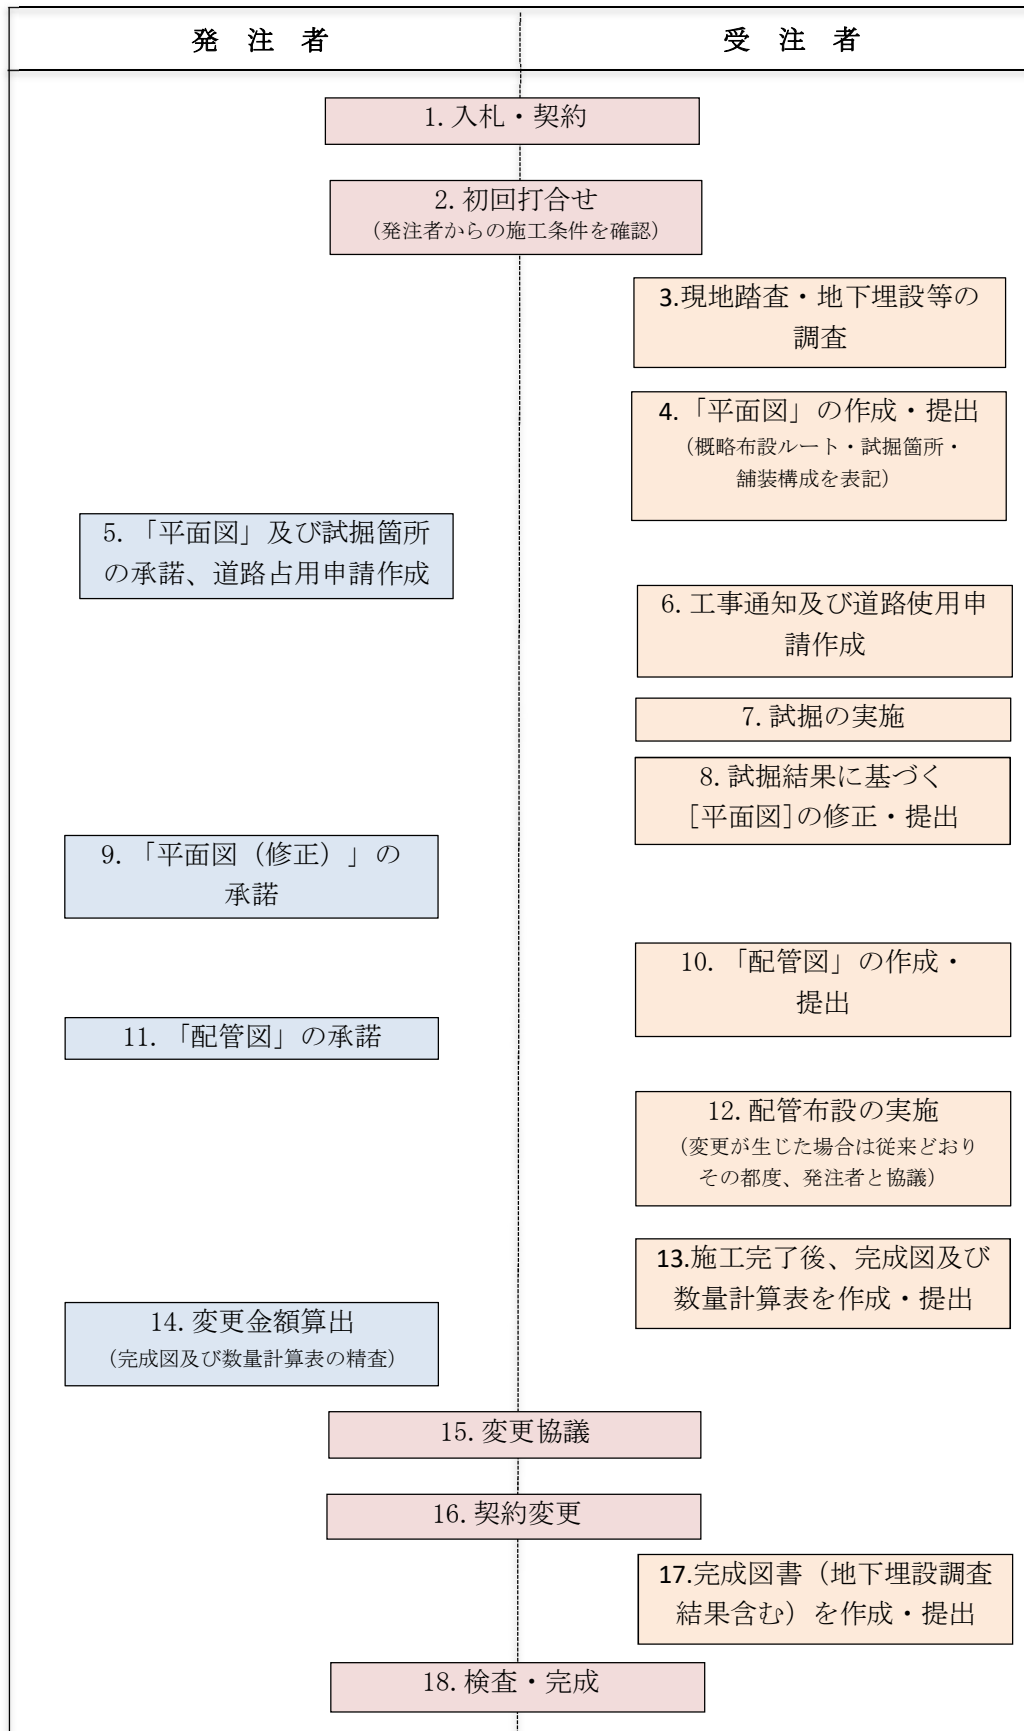 発 注 者
受 注 者
1. 入札・契約
2. 初回打合せ
（発注者からの施工条件を確認）
3.現地踏査・地下埋設等の
調査
4. 「平面図」の作成・提出
（概略布設ルート・試掘箇所・
舗装構成を表記）
5. 「平面図」及び試掘箇所
の承諾、道路占用申請作成
6. 工事通知及び道路使用申
請作成
7. 試掘の実施
8. 試掘結果に基づく
[平面図]の修正・提出
9. 「平面図（修正）」の
承諾
10. 「配管図」の作成・
提出
11. 「配管図」の承諾
12. 配管布設の実施
（変更が生じた場合は従来どおり
その都度、発注者と協議）
13.施工完了後、完成図及び
数量計算表を作成・提出
14. 変更金額算出
（完成図及び数量計算表の精査）
15. 変更協議
16. 契約変更
17.完成図書（地下埋設調査
結果含む）を作成・提出
18. 検査・完成